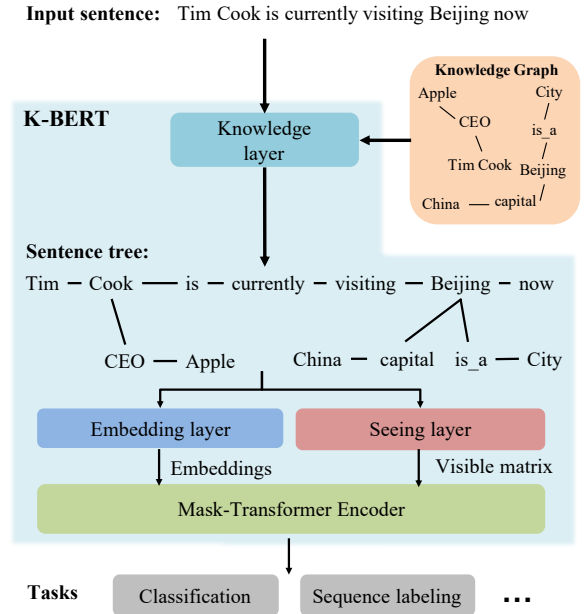 Input sentence: Tim Cook is currently visiting Beijing now
Knowledge Graph
Apple City
CEO is_a
Tim Cook Beijing
China capital
K-BERT
Knowledge
layer
Sentence tree:
Tim Cook is currently visiting Beijing now
CEO Apple China capital is_a City
Embedding layer Seeing layer
Embeddings Visible matrix
Mask-Transformer Encoder
Tasks Classification Sequence labeling ...